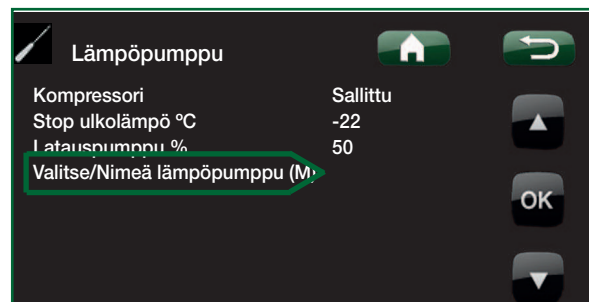 Lämpöpumppu
Kompressori Sallittu
Stop ulkolämpö ºC -22
Latauspumppu % 50
Valitse/Nimeä lämpöpumppu (M)
OK